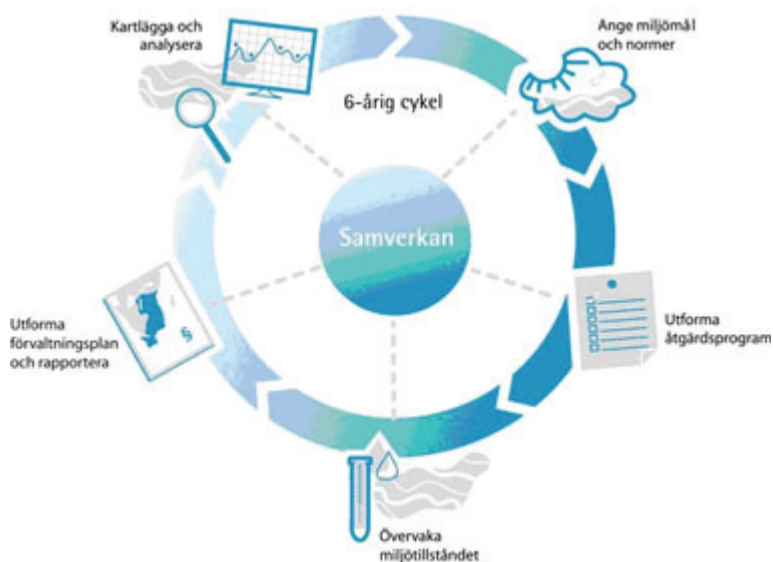 Kartlägga och
analysera
Ange miljömål
och normer
6-årig cykel
Samverkan
Utforma
förvaltningsplan
och rapportera
§
Utforma
åtgärdsprogram
Övervaka
miljötillståndet